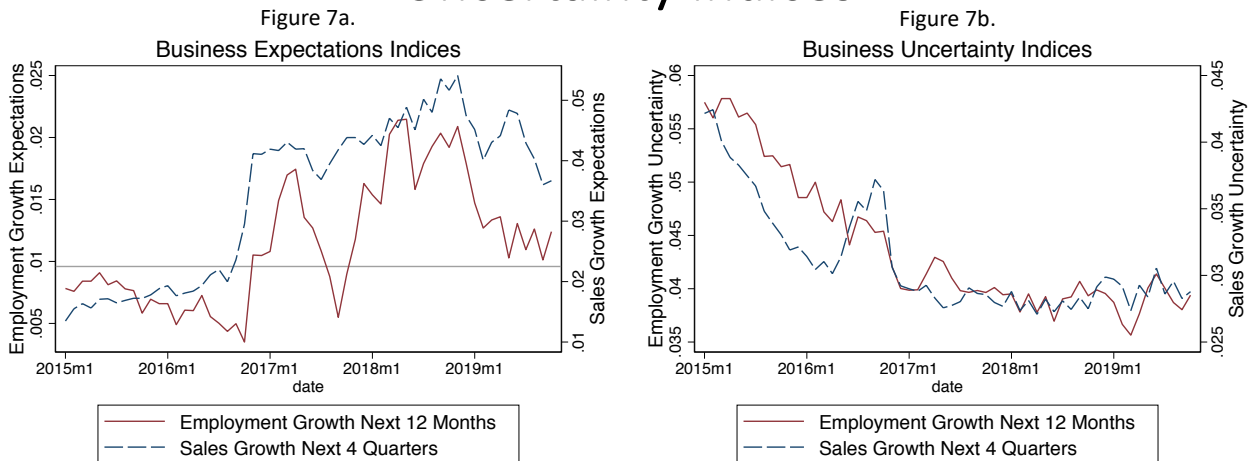 Figure 7a.
Business Expectations Indices
Employment Growth Expectations
.005 .01 .015 .02 .025
Sales Growth Expectations
.01 .02 .03 .04 .05
2015m1 2016m1 2017m1 2018m1 2019m1
date
Employment Growth Next 12 Months
Sales Growth Next 4 Quarters
Figure 7b.
Business Uncertainty Indices
Employment Growth Uncertainty
.035 .04 .045 .05 .055 .06
Sales Growth Uncertainty
.025 .03 .035 .04 .045
2015m1 2016m1 2017m1 2018m1 2019m1
date
Employment Growth Next 12 Months
Sales Growth Next 4 Quarters